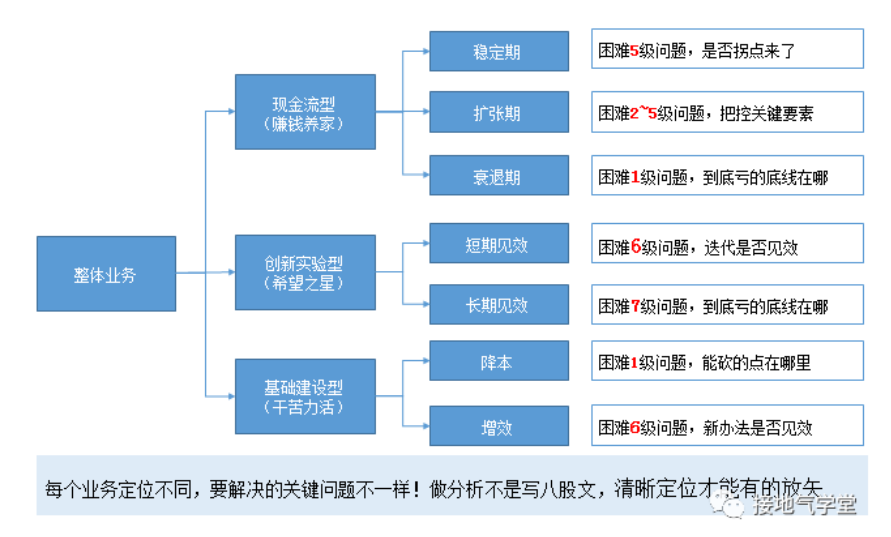 稳定期
困难5级问题，是否拐点来了
现金流型
（赚钱养家）
扩张期
困难2~5级问题，把控关键要素
衰退期
困难1级问题，到底亏的底线在哪
整体业务
创新实验型
（希望之星）
短期见效
困难6级问题，迭代是否见效
长期见效
困难7级问题，到底亏的底线在哪
基础建设型
（干苦力活）
降本
困难1级问题，能砍的点在哪里
增效
困难6级问题，新办法是否见效
每个业务定位不同，要解决的关键问题不一样！做分析不是写八股文，清晰定位才能有的放矢
接地气学堂